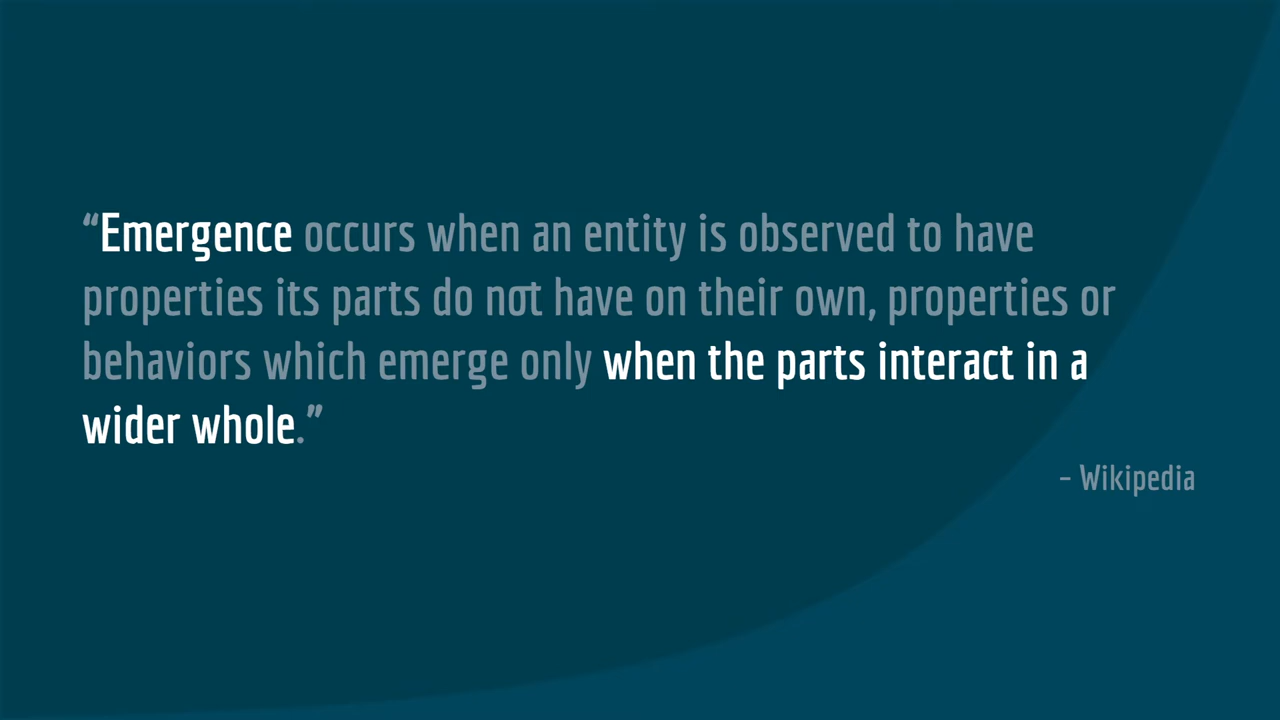 “Emergence occurs when an entity is observed to have
properties its parts do not have on their own, properties or
behaviors which emerge only when the parts interact in a
wider whole.”
– Wikipedia